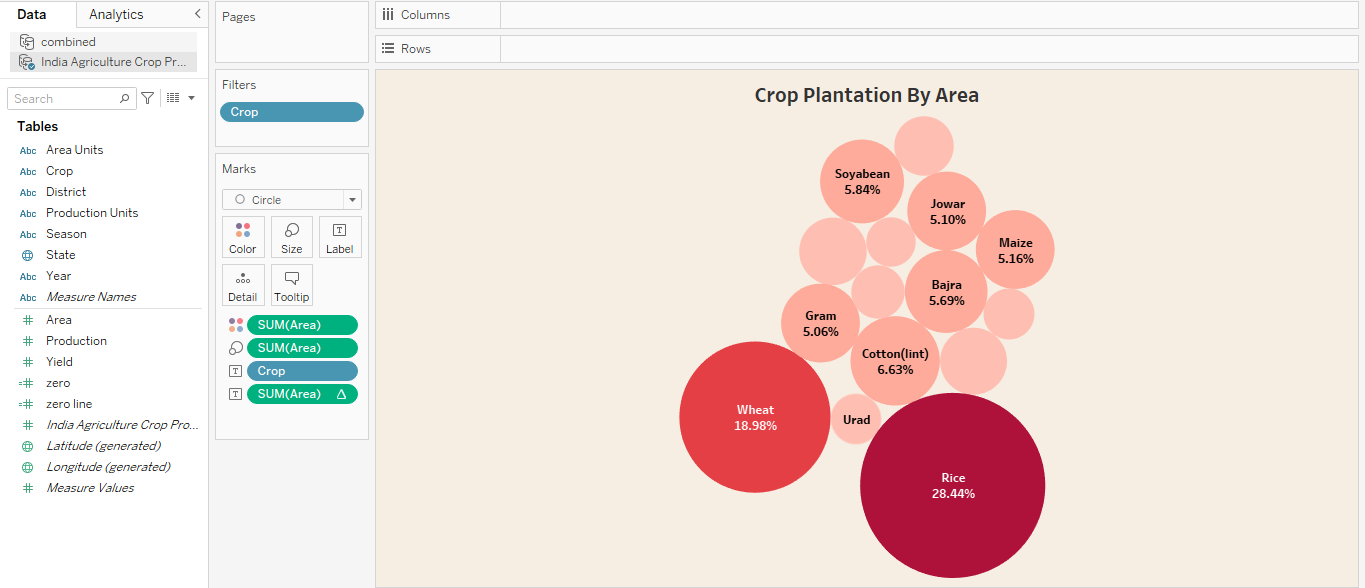 Data
Analytics
combined
India Agriculture Crop Pr...
Search
Tables
Abc Area Units
Abc Crop
Abc District
Abc Production Units
Abc Season
State
Abc Year
Abc Measure Names
# Area
# Production
# Yield
=# zero
=# zero line
# India Agriculture Crop Pro...
Latitude (generated)
Longitude (generated)
# Measure Values
Pages
Filters
Crop
Marks
Circle
Color
Size
T
Label
Detail
Tooltip
SUM(Area)
SUM(Area)
T Crop
T SUM(Area) Δ
Columns
Rows
Crop Plantation By Area
Soyabean
5.84%
Jowar
5.10%
Maize
5.16%
Bajra
5.69%
Gram
5.06%
Cotton(lint)
6.63%
Wheat
18.98%
Urad
Rice
28.44%